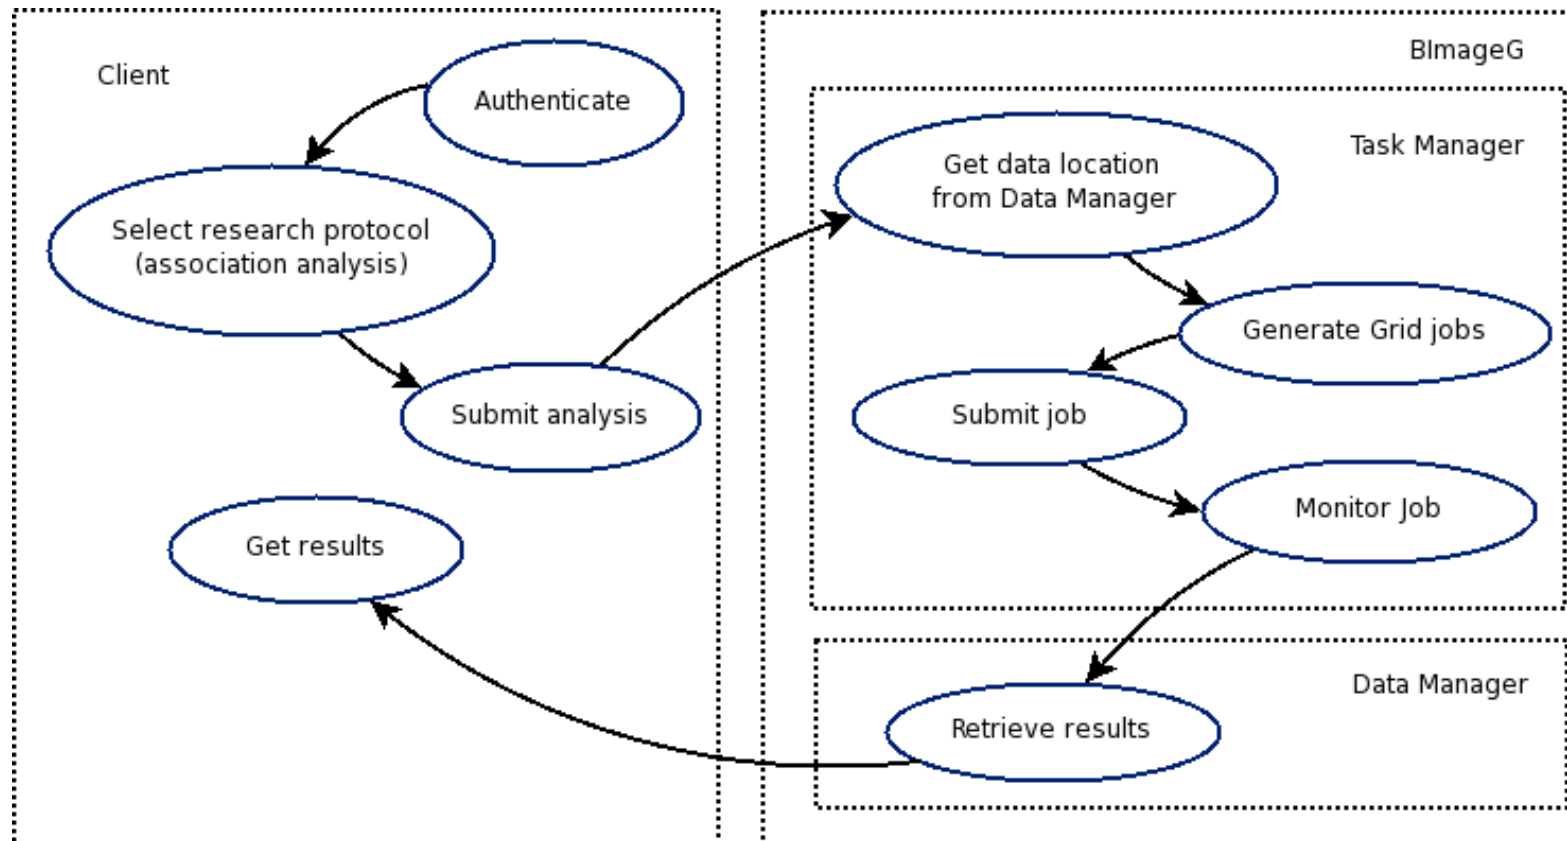 Client
Authenticate
Select research protocol
(association analysis)
Submit analysis
Get results
BImageG
Task Manager
Get data location
from Data Manager
Generate Grid jobs
Submit job
Monitor Job
Data Manager
Retrieve results